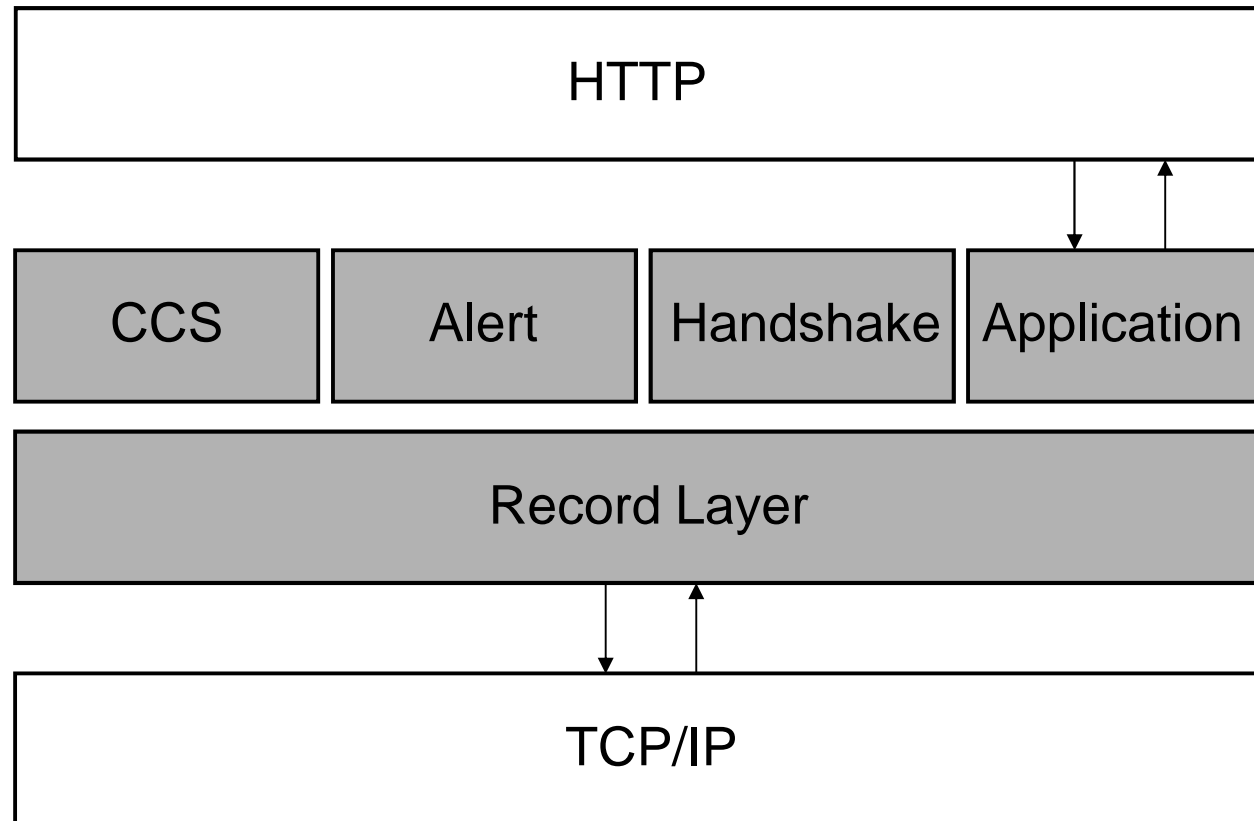 HTTP
CCS
Alert
Handshake
Application
Record Layer
TCP/IP